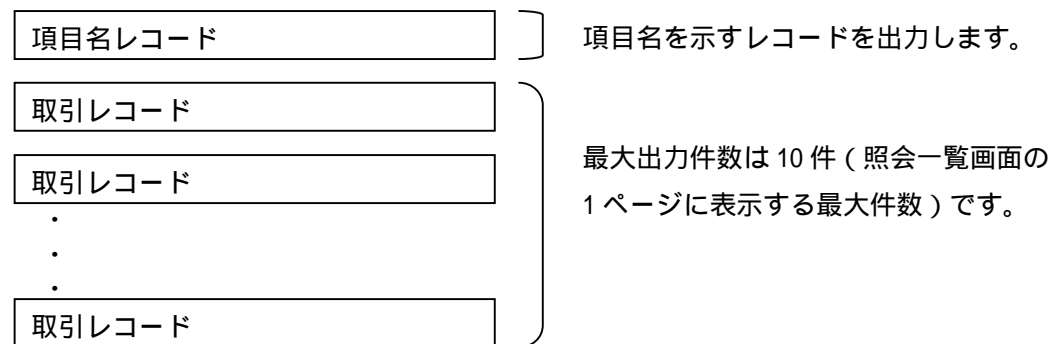 項目名レコード
項目名を示すレコードを出力します。
取引レコード
取引レコード
最大出力件数は 10 件（照会一覧画面の
1 ページに表示する最大件数）です。
・
・
・
取引レコード